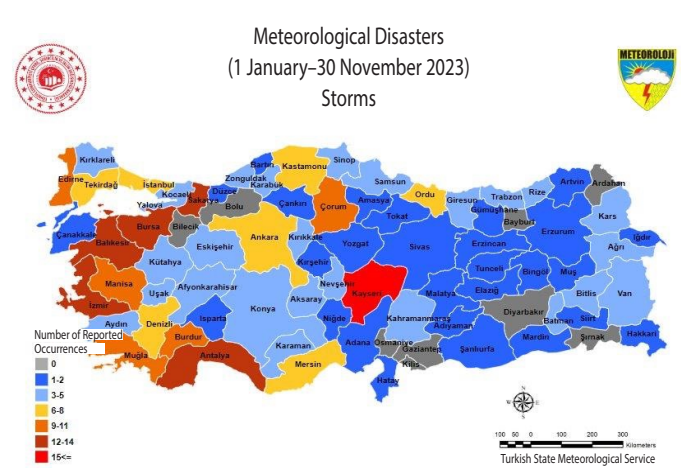 Meteorological Disasters
(1 January–30 November 2023)
Storms
METEOROLOJİ
Kırklareli
Edirne
Tekirdağ
İstanbul
Kocaeli
Yalova
Sakarya
Düzce
Zonguldak
Bartın
Karabük
Kastamonu
Sinop
Samsun
Ordu
Giresun
Trabzon
Rize
Artvin
Ardahan
Çanakkale
Balıkesir
Bursa
Bilecik
Bolu
Çankırı
Çorum
Amasya
Tokat
Gümüşhane
Bayburt
Erzurum
Kars
Iğdır
Ağrı
Eskişehir
Ankara
Kırıkkale
Yozgat
Sivas
Erzincan
Kütahya
Kırşehir
Tunceli
Bingöl
Muş
Manisa
Uşak
Afyonkarahisar
Nevşehir
Kayseri
Malatya
Elazığ
Bitlis
Van
İzmir
Konya
Aksaray
Kahramanmaraş
Diyarbakır
Batman
Siirt
Aydın
Denizli
Isparta
Niğde
Adıyaman
Mardin
Şırnak
Hakkari
Muğla
Burdur
Antalya
Karaman
Mersin
Adana
Osmaniye
Gaziantep
Kilis
Şanlıurfa
Hatay
Number of Reported
Occurrences
0
1-2
3-5
6-8
9-11
12-14
15<=
N
W
E
S
100 50 0 100 200 300
Kilometers
Turkish State Meteorological Service